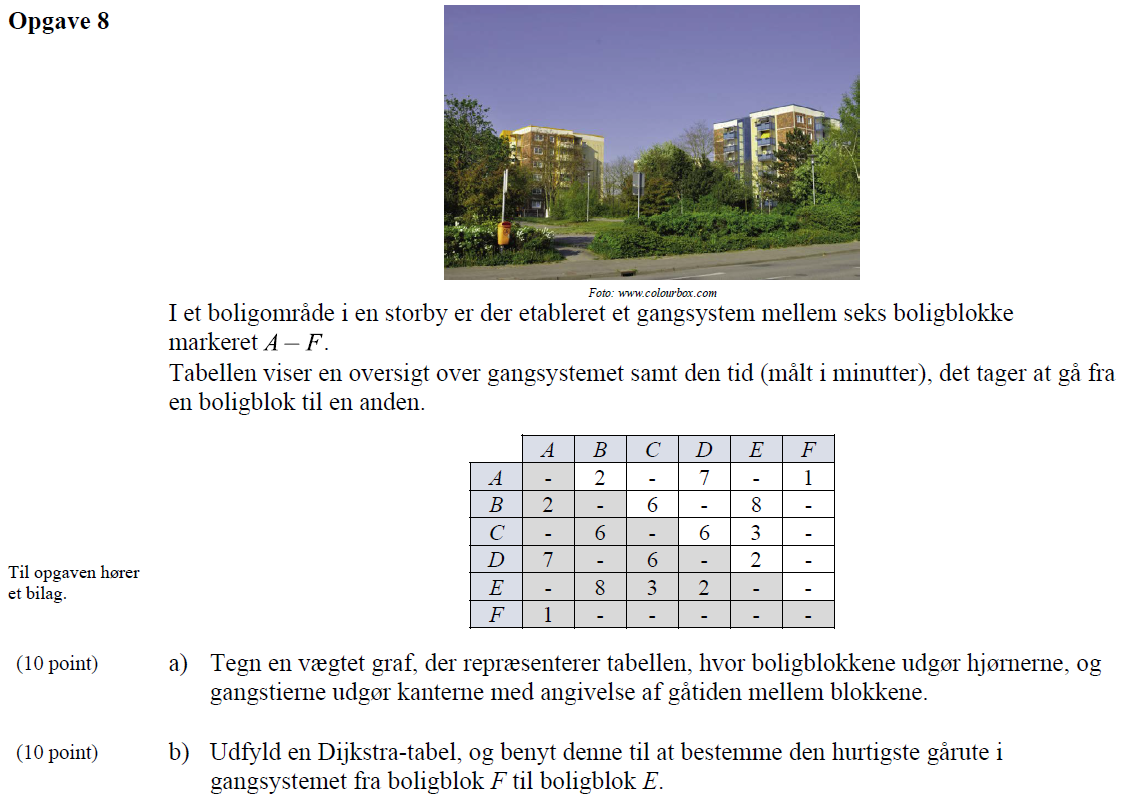 Opgave 8
Foto: www.colourbox.com
I et boligområde i en storby er der etableret et gangsystem mellem seks boligblokke
markeret A – F.
Tabellen viser en oversigt over gangsystemet samt den tid (målt i minutter), det tager at gå fra
en boligblok til en anden.
A B C D E F
A - 2 - 7 - 1
B 2 - 6 - 8 -
C - 6 - 6 3 -
D 7 - 6 - 2 -
E - 8 3 2 - -
F 1 - - - - -
Til opgaven hører
et bilag.
(10 point) a) Tegn en vægtet graf, der repræsenterer tabellen, hvor boligblokkene udgør hjørnerne, og
gangstierne udgør kanterne med angivelse af gåtiden mellem blokkene.
(10 point) b) Udfyld en Dijkstra-tabel, og benyt denne til at bestemme den hurtigste gårute i
gangsystemet fra boligblok F til boligblok E.